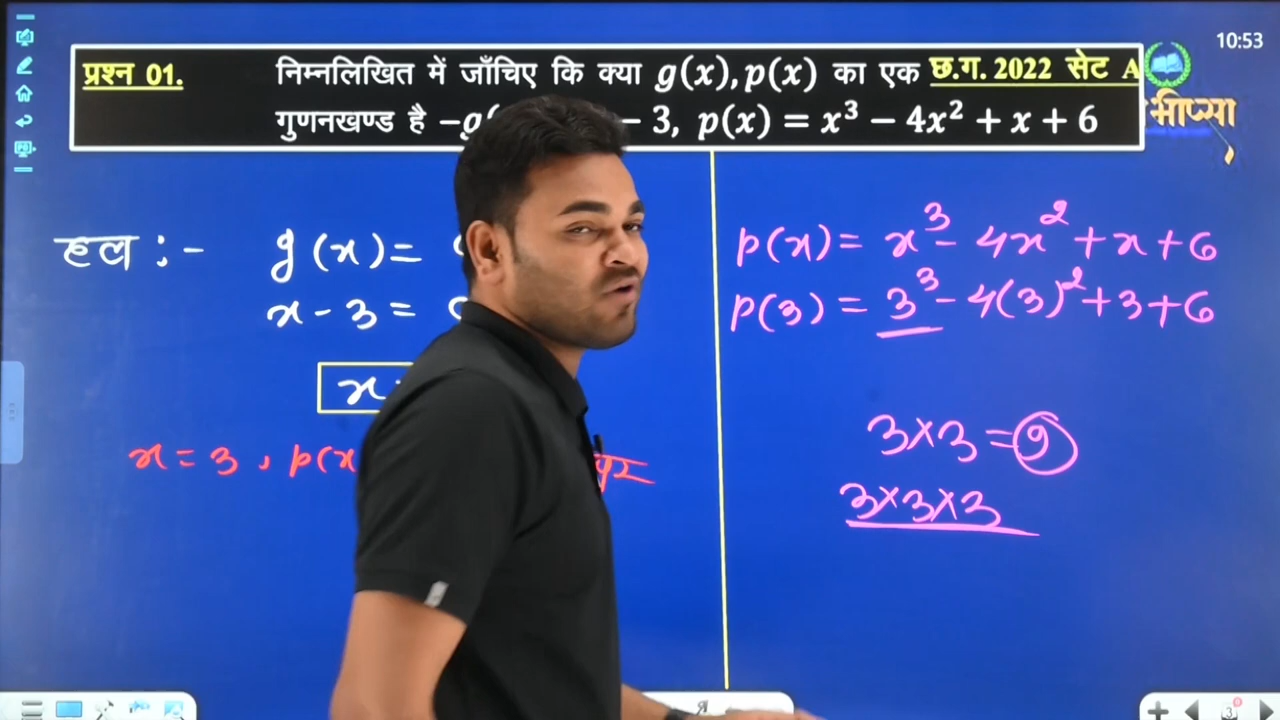 10:53
प्रश्न 01. निम्नलिखित में जाँचिए कि क्या g(x), p(x) का एक छ.ग. 2022 सेट A
गुणनखण्ड है – 3, p(x) = x³ − 4x² + x + 6
हल :- g(x) =
x - 3 =
x = 3, p(x
p(x) = x³ - 4x² + x + 6
p(3) = 3³ - 4(3)² + 3 + 6
3×3 = 9
3×3×3